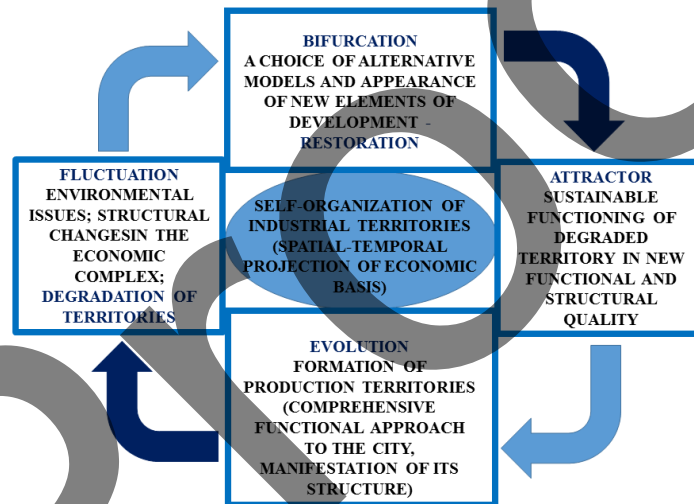 BIFURCATION
A CHOICE OF ALTERNATIVE
MODELS AND APPEARANCE
OF NEW ELEMENTS OF
DEVELOPMENT -
RESTORATION
FLUCTUATION
ENVIRONMENTAL
ISSUES; STRUCTURAL
CHANGESIN THE
ECONOMIC
COMPLEX;
DEGRADATION OF
TERRITORIES
SELF-ORGANIZATION OF
INDUSTRIAL TERRITORIES
(SPATIAL-TEMPORAL
PROJECTION OF ECONOMIC
BASIS)
ATTRACTOR
SUSTAINABLE
FUNCTIONING OF
DEGRADED
TERRITORY IN NEW
FUNCTIONAL AND
STRUCTURAL
QUALITY
EVOLUTION
FORMATION OF
PRODUCTION TERRITORIES
(COMPREHENSIVE
FUNCTIONAL APPROACH
TO THE CITY,
MANIFESTATION OF ITS
STRUCTURE)